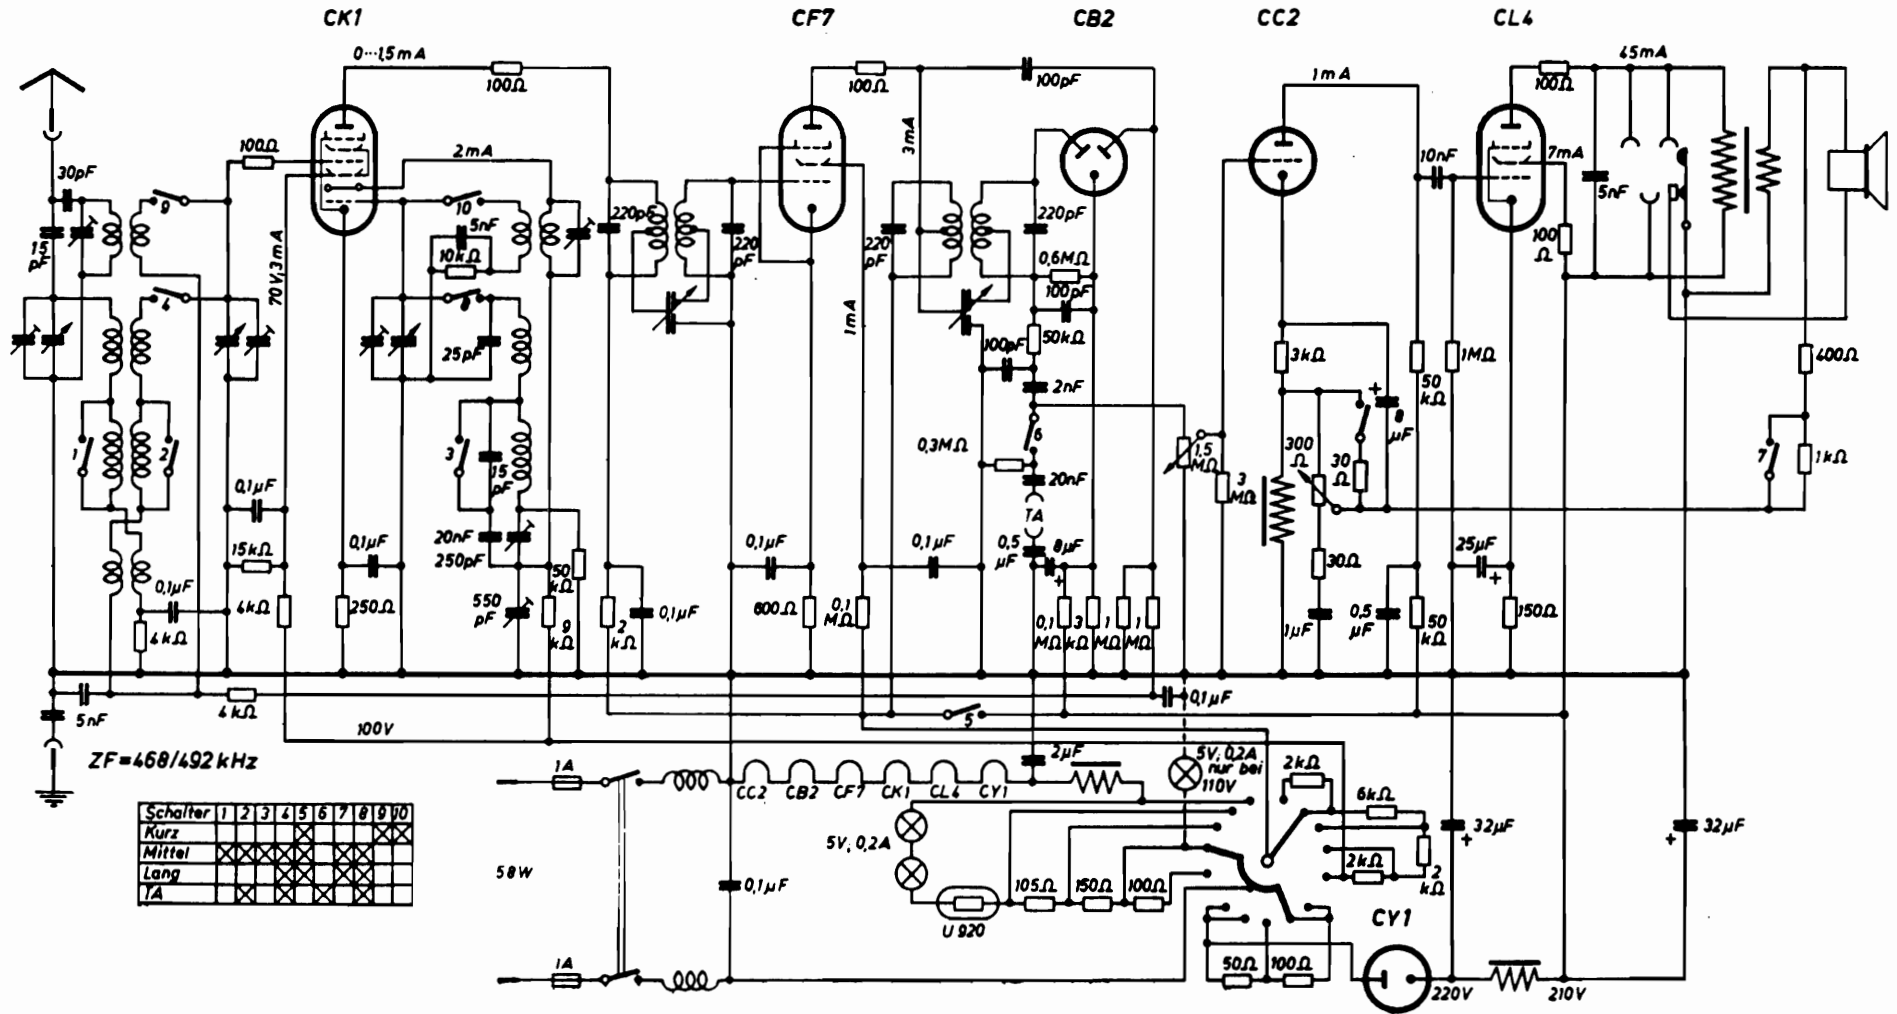 CK1
CF7
CB2
CC2
CL4
0···1,5mA
100Ω
100Ω
100pF
1mA
100Ω
45mA
100Ω
2mA
3mA
10nF
7mA
30pF
9
10
5nF
10kΩ
15
pF
70V,3mA
220pF
220
pF
220
pF
220pF
0,6MΩ
100pF
100
Ω
5nF
4
8
25pF
1mA
50kΩ
100pF
2nF
3kΩ
50
kΩ
1MΩ
400Ω
1
2
3
15
pF
0,3MΩ
6
20nF
TA
1,5
MΩ
3
MΩ
300
Ω
30
Ω
8
µF
7
1kΩ
0,1µF
15kΩ
0,1µF
20nF
250pF
50
kΩ
0,1µF
0,1µF
0,5
µF
8µF
30Ω
25µF
0,1µF
4kΩ
4kΩ
250Ω
550
pF
9
kΩ
2
kΩ
0,1µF
600Ω
0,1
MΩ
0,1
MΩ
3
kΩ
1
MΩ
1
MΩ
1µF
0,5
µF
50
kΩ
150Ω
5nF
4kΩ
5
0,1µF
100V
ZF=468/492kHz
1A
CC2
CB2
CF7
CK1
CL4
CY1
2µF
5V; 0,2A
nur bei
110V
2kΩ
6kΩ
32µF
32µF
Schalter 1 2 3 4 5 6 7 8 9 10
Kurz
Mittel
Lang
TA
58W
0,1µF
5V; 0,2A
U 920
105Ω
150Ω
100Ω
2kΩ
2
kΩ
CY1
1A
50Ω
100Ω
220V
210V